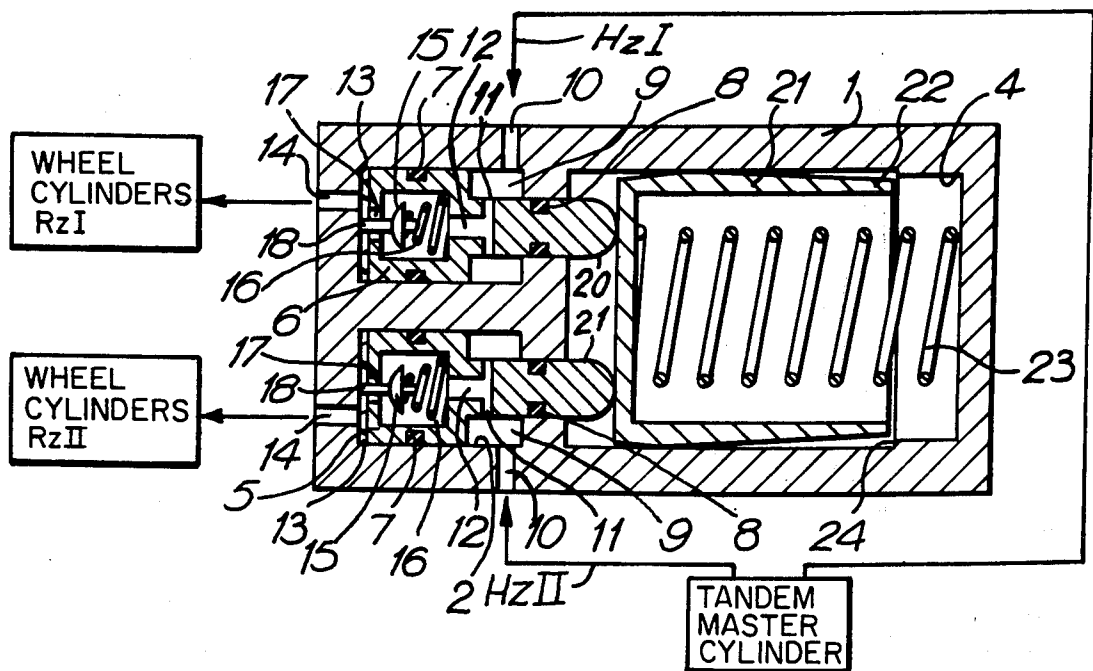 15 12 HzI
13 11 10 9 8 21 1 22 4
17 7
WHEEL
CYLINDERS
RzI
14
18
16
6
20
21
17
WHEEL
CYLINDERS
RzII
18
23
14
5
13
15 7 16 12 2 10 11 9 8 24
HzII
TANDEM
MASTER
CYLINDER